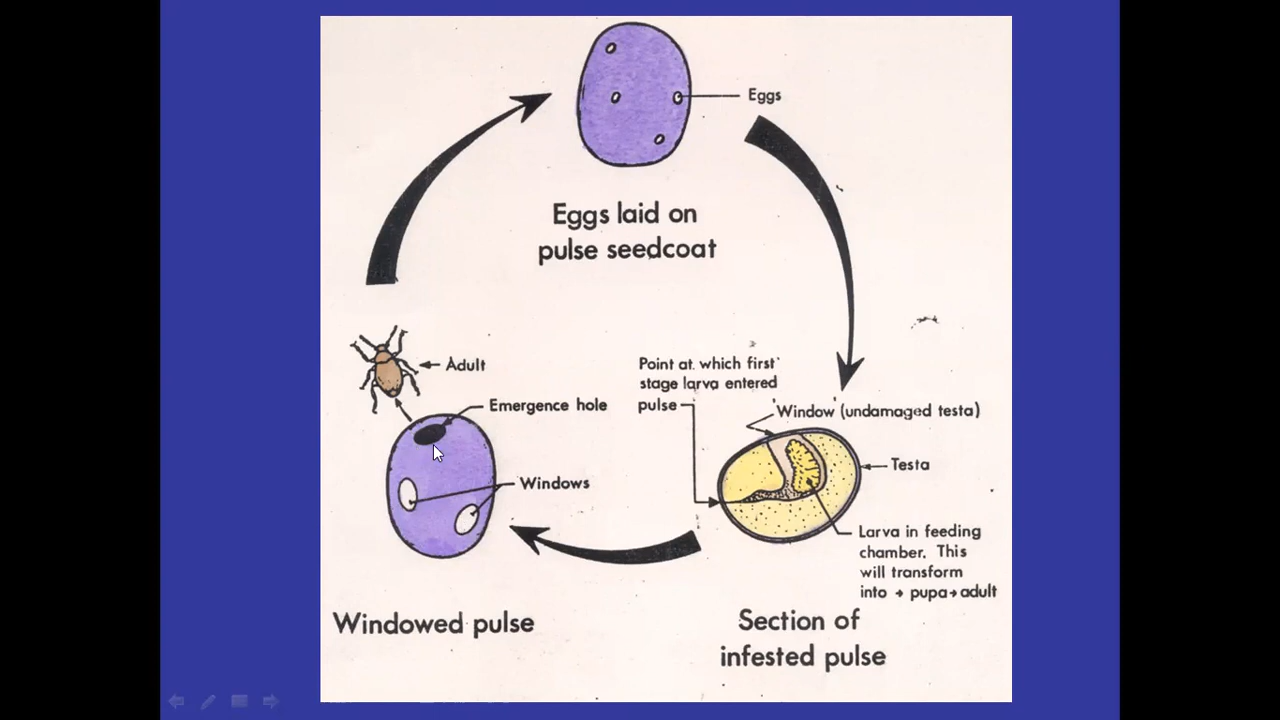 Eggs
Eggs laid on
pulse seedcoat
Adult
Emergence hole
Windows
Windowed pulse
Point at which first
stage larva entered
pulse
'Window' (undamaged testa)
Testa
Larva in feeding
chamber. This
will transform
into → pupa → adult
Section of
infested pulse